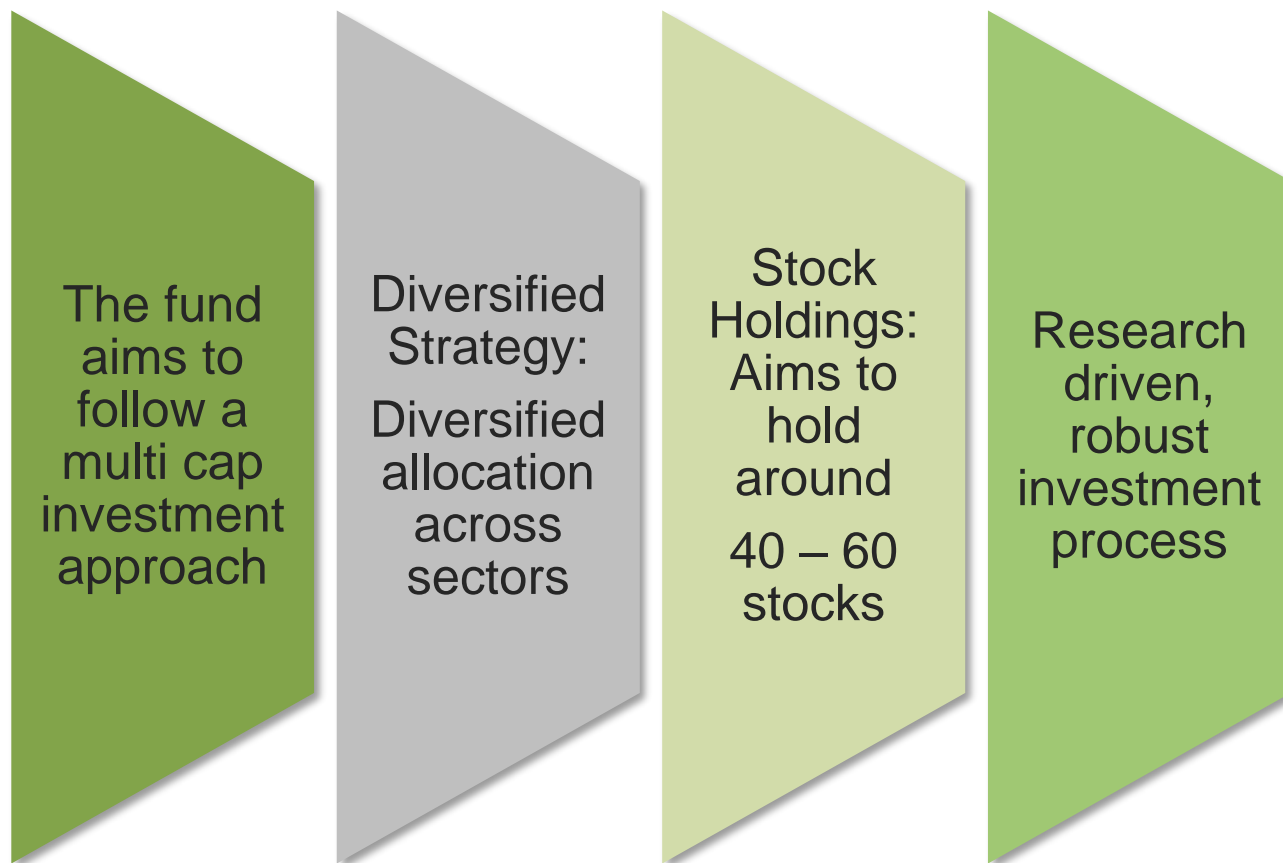 The fund
aims to
follow a
multi cap
investment
approach
Diversified
Strategy:
Diversified
allocation
across
sectors
Stock
Holdings:
Aims to
hold
around
40 – 60
stocks
Research
driven,
robust
investment
process